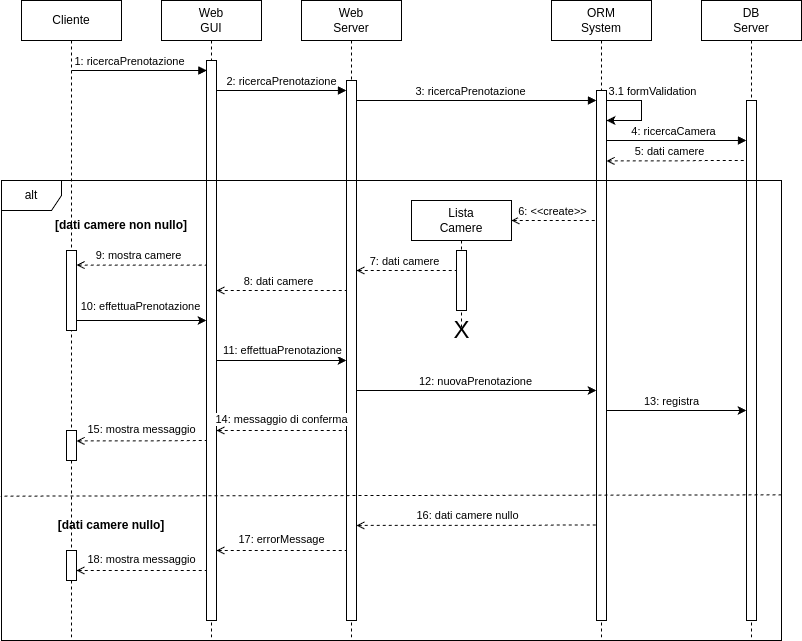 Cliente
Web
GUI
Web
Server
ORM
System
DB
Server
1: ricercaPrenotazione
2: ricercaPrenotazione
3: ricercaPrenotazione
3.1 formValidation
4: ricercaCamera
5: dati camere
alt
[dati camere non nullo]
Lista
Camere
6: <<create>>
7: dati camere
8: dati camere
9: mostra camere
10: effettuaPrenotazione
X
11: effettuaPrenotazione
12: nuovaPrenotazione
13: registra
14: messaggio di conferma
15: mostra messaggio
[dati camere nullo]
16: dati camere nullo
17: errorMessage
18: mostra messaggio